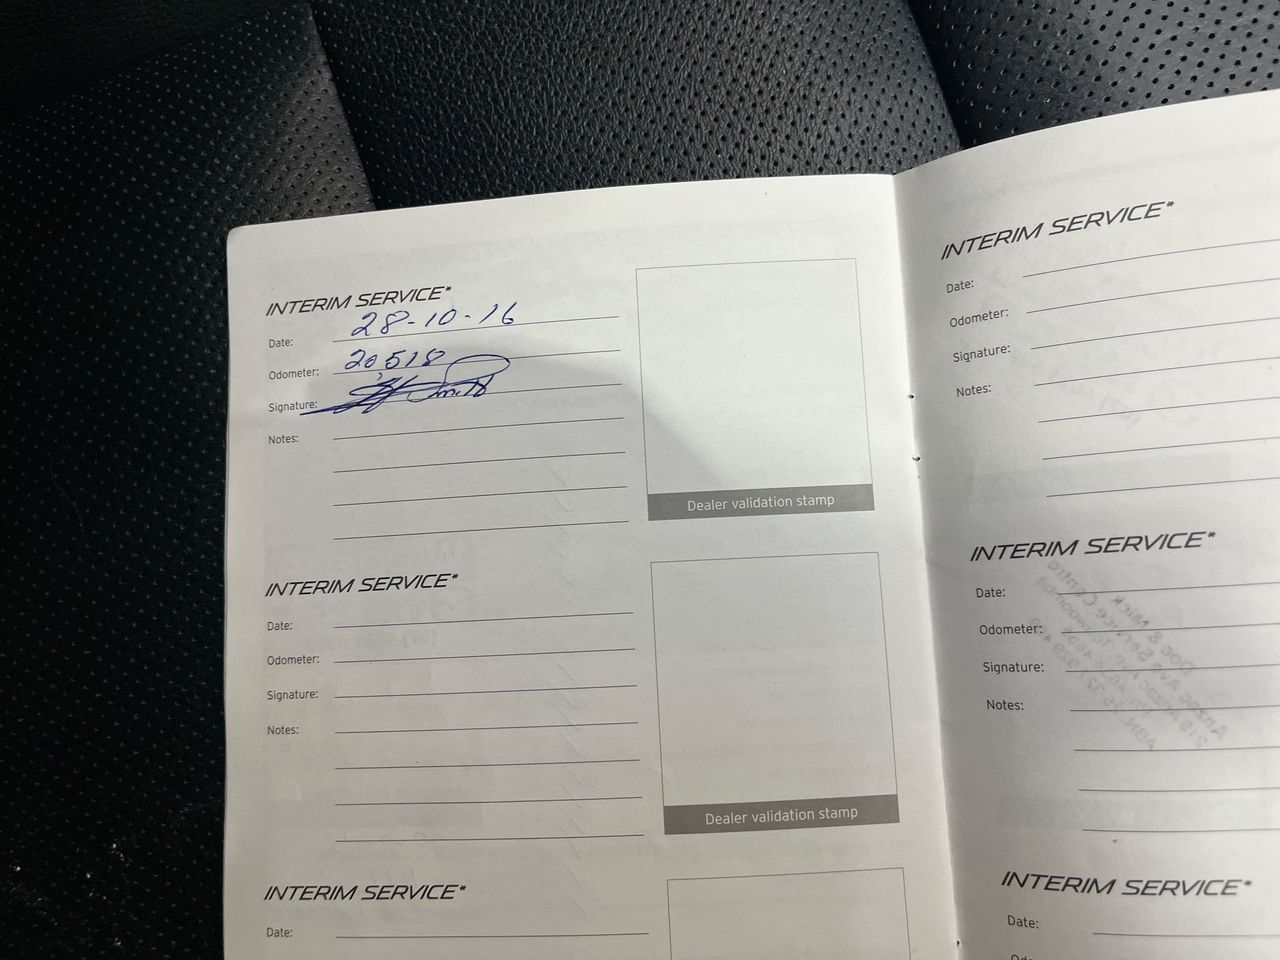 INTERIM SERVICE*
Date: 28-10-16
Odometer: 20518
Signature:
Notes:
Dealer validation stamp
INTERIM SERVICE*
Date:
Odometer:
Signature:
Notes:
Dealer validation stamp
INTERIM SERVICE*
Date:
INTERIM SERVICE*
Date:
Odometer:
Signature:
Notes:
INTERIM SERVICE*
Date:
Odometer:
Signature:
Notes:
INTERIM SERVICE*
Date: